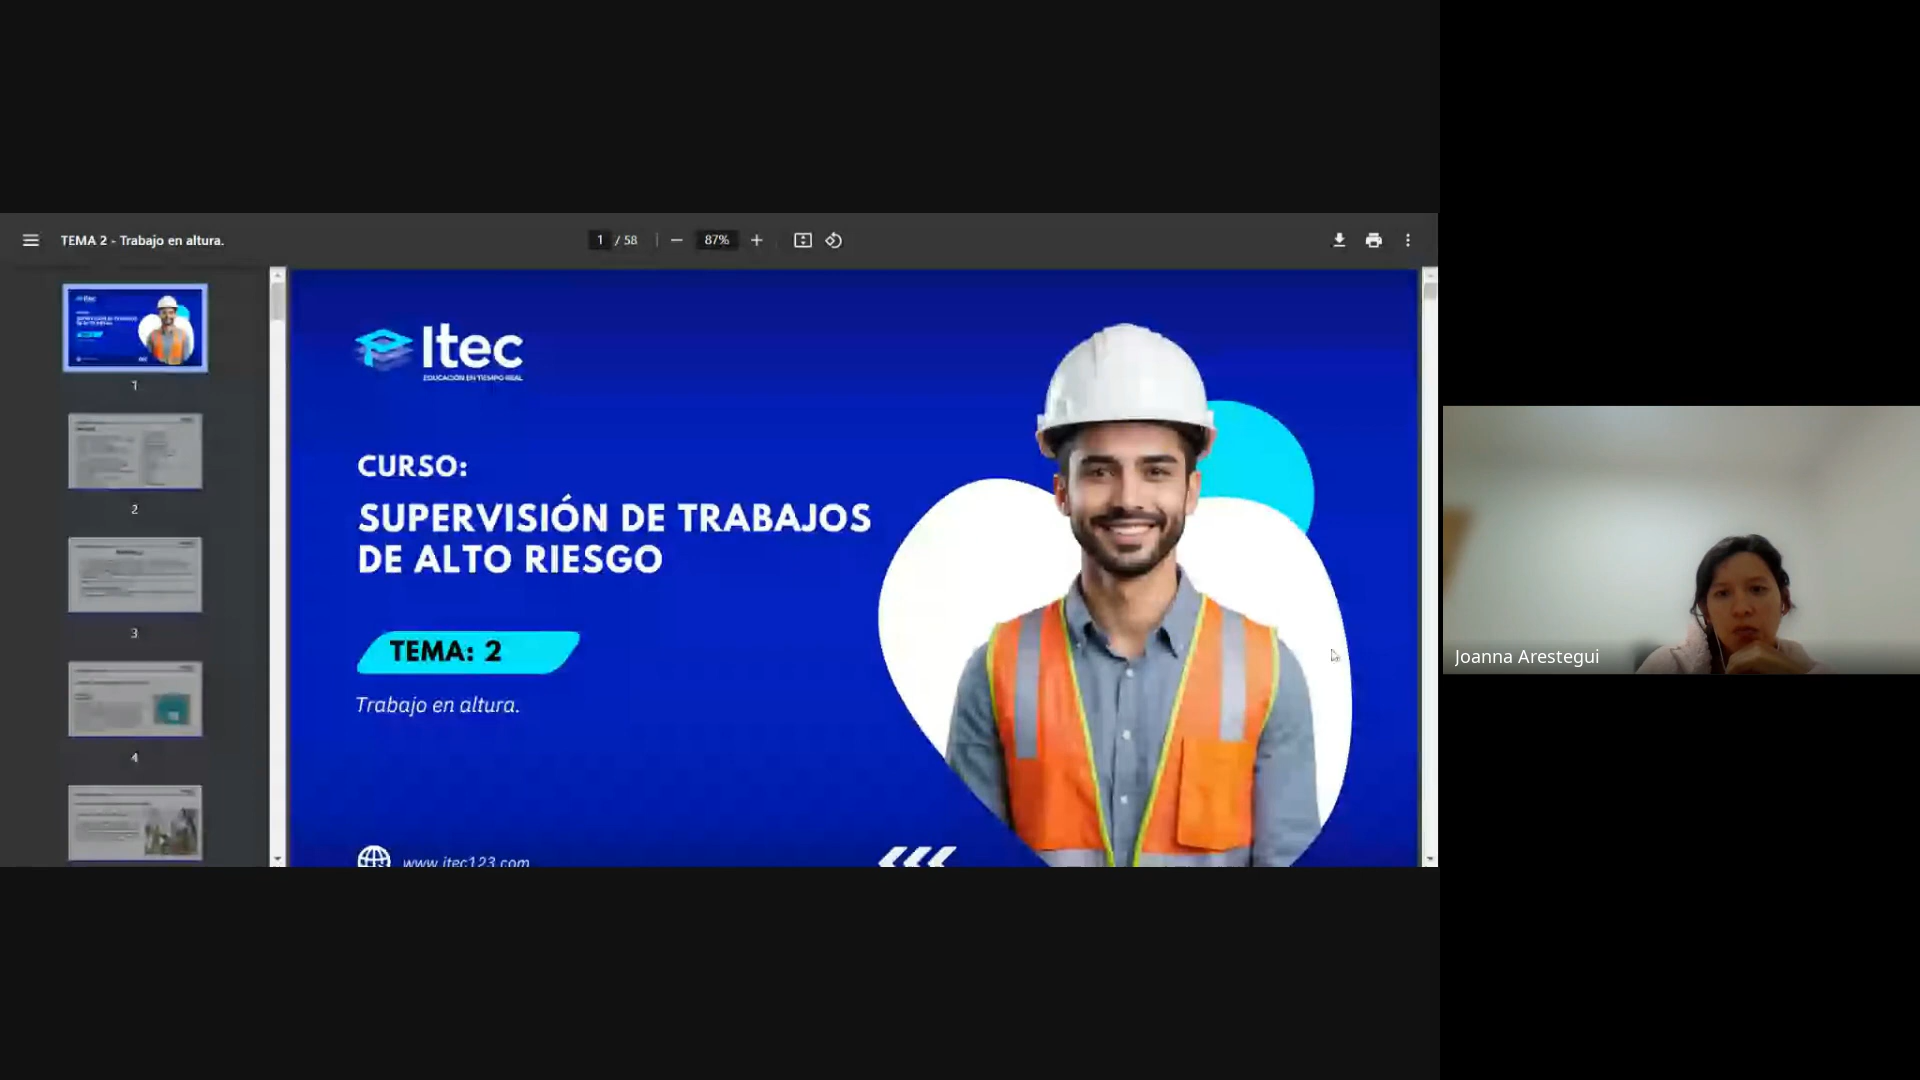 TEMA 2 - Trabajo en altura.
1 / 58
87%
1
2
3
4
Itec
EDUCACIÓN EN TIEMPO REAL
CURSO:
SUPERVISIÓN DE TRABAJOS
DE ALTO RIESGO
TEMA: 2
Trabajo en altura.
www.itec123.com
Joanna Arestegui